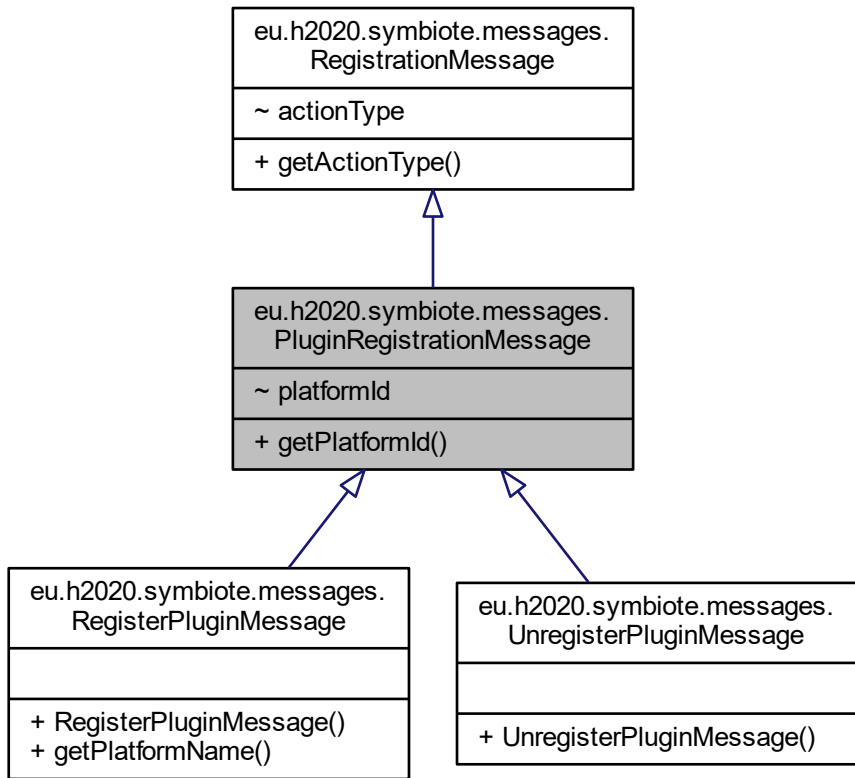 eu.h2020.symbiote.messages.
RegistrationMessage
~ actionType
+ getActionType()
eu.h2020.symbiote.messages.
PluginRegistrationMessage
~ platformId
+ getPlatformId()
eu.h2020.symbiote.messages.
RegisterPluginMessage
+ RegisterPluginMessage()
+ getPlatformName()
eu.h2020.symbiote.messages.
UnregisterPluginMessage
+ UnregisterPluginMessage()